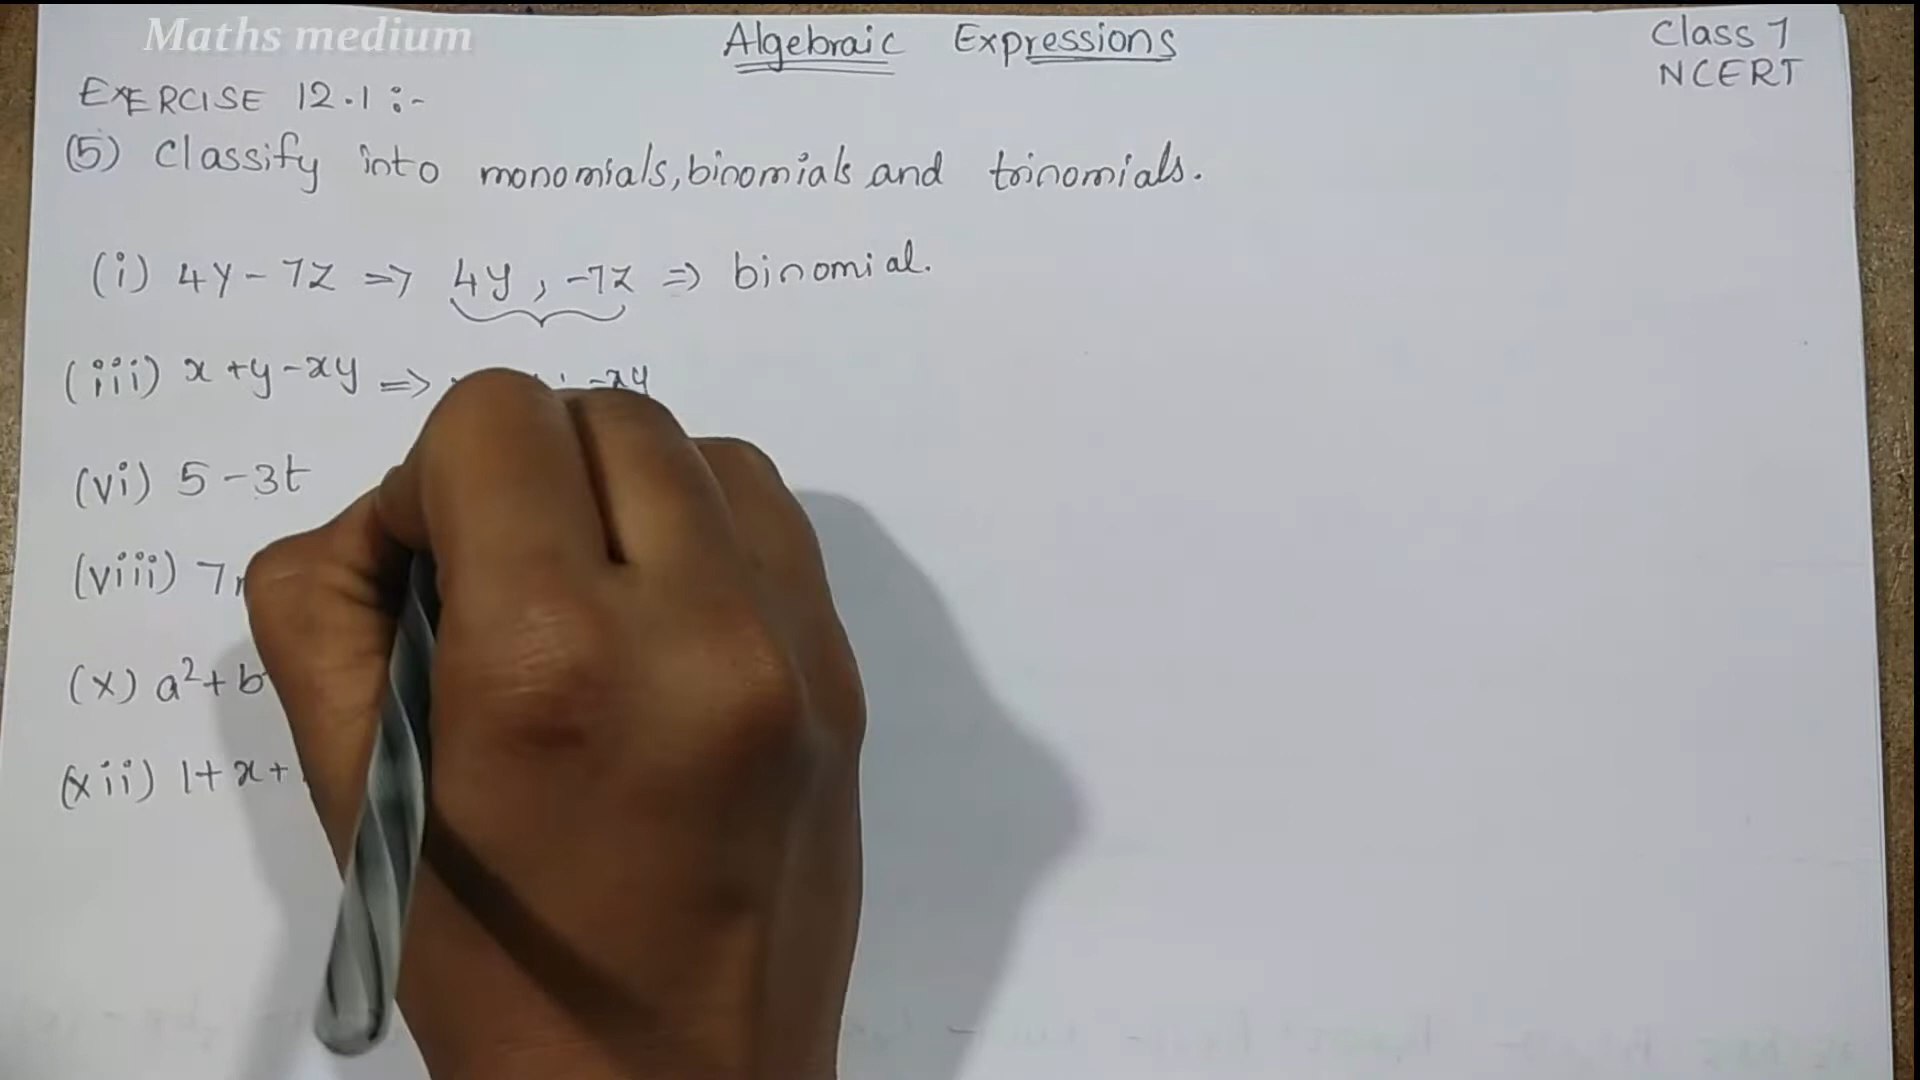 Maths medium
Algebraic Expressions
Class 7
NCERT
EXERCISE 12.1 :-
(5) Classify into monomials, binomials and trinomials.
(i) 4y - 7z => 4y , -7z => binomial.
(iii) x + y - xy => -xy
(vi) 5 - 3t
(viii) 7
(x) a² + b
(xii) 1 + x +